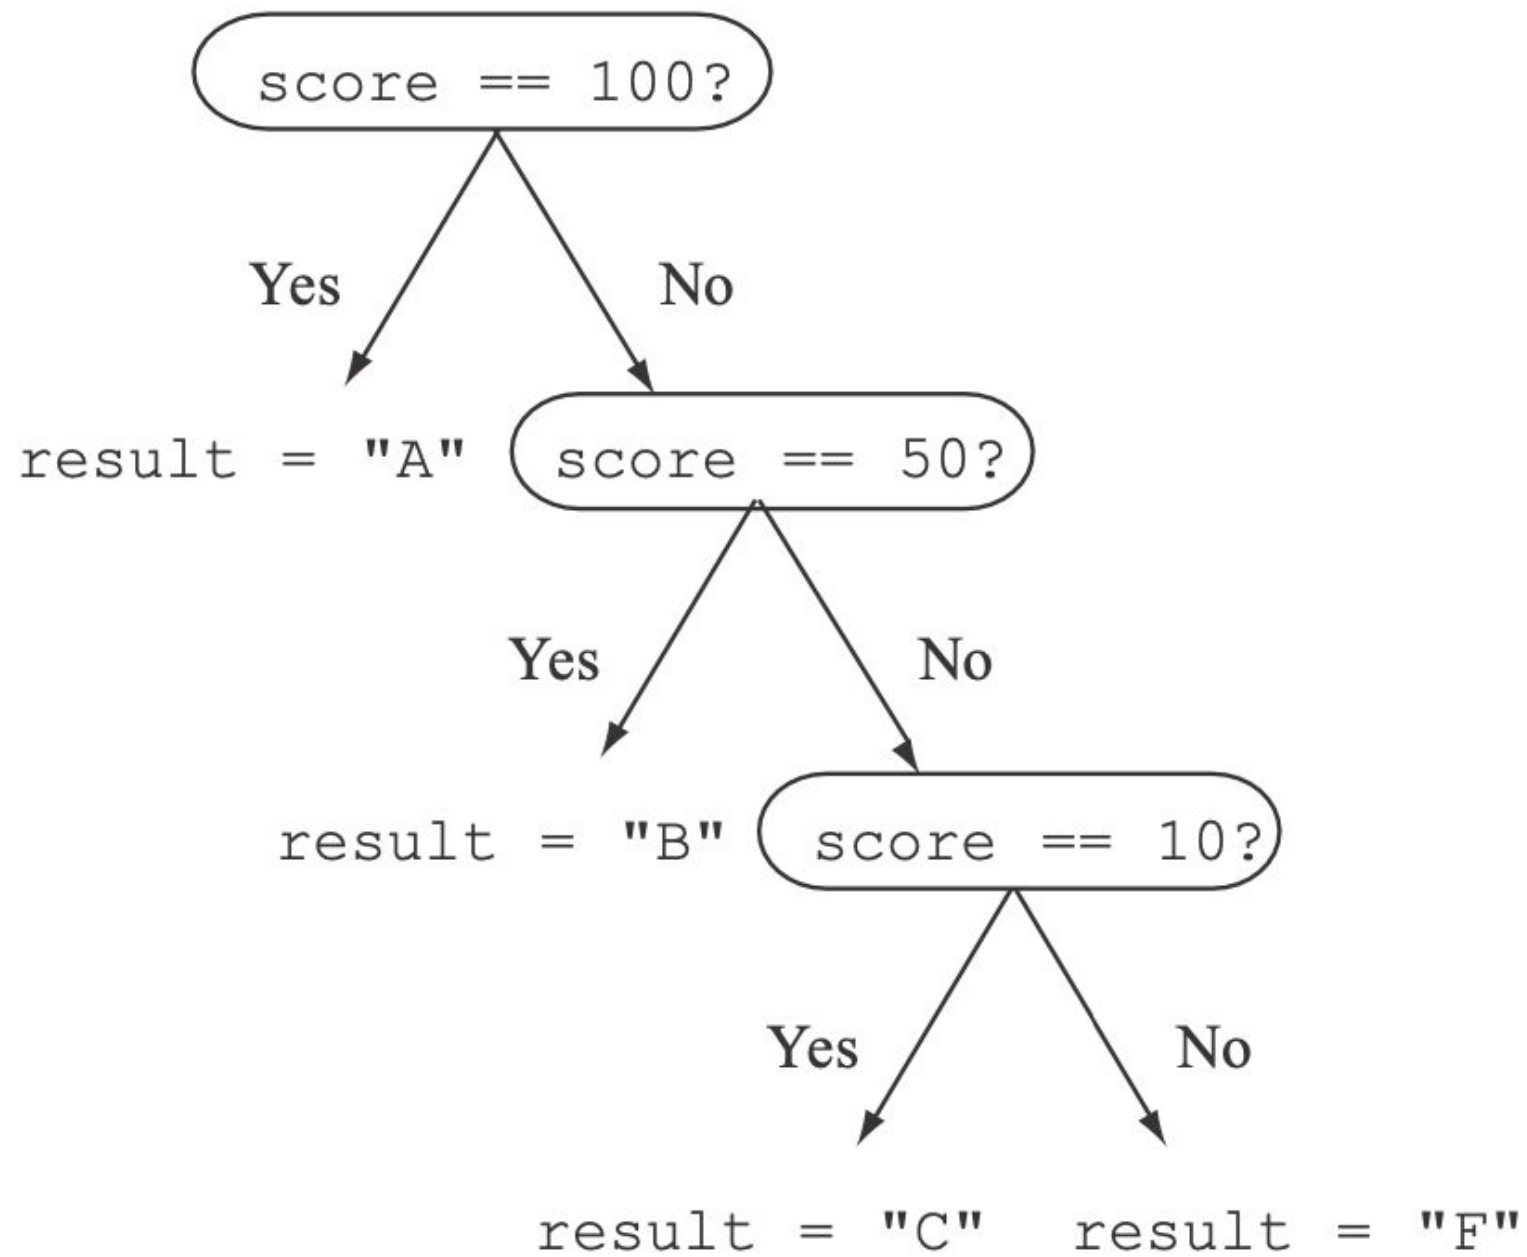 score == 100?
Yes No
result = "A" score == 50?
Yes No
result = "B" score == 10?
Yes No
result = "C" result = "F"